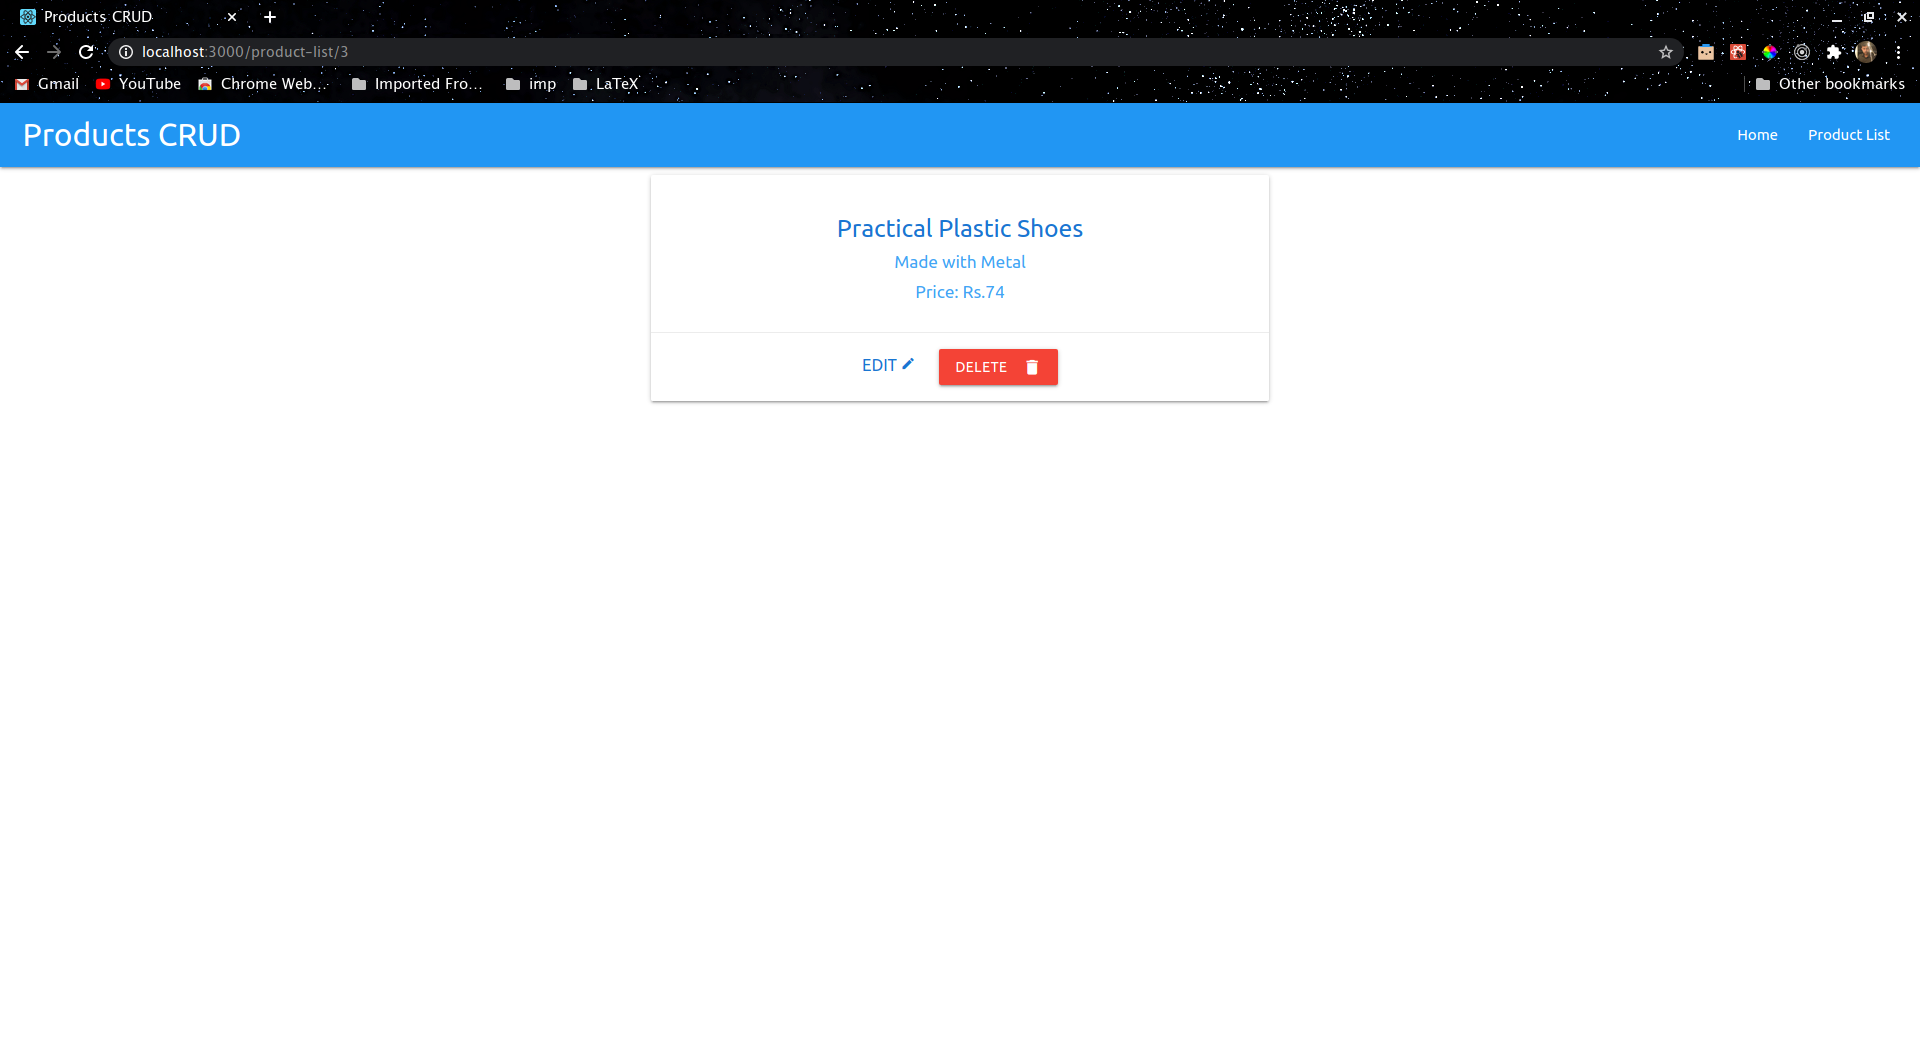 Products CRUD
localhost:3000/product-list/3
Gmail YouTube Chrome Web... Imported Fro... imp LaTeX Other bookmarks
Products CRUD Home Product List
Practical Plastic Shoes
Made with Metal
Price: Rs.74
EDIT DELETE